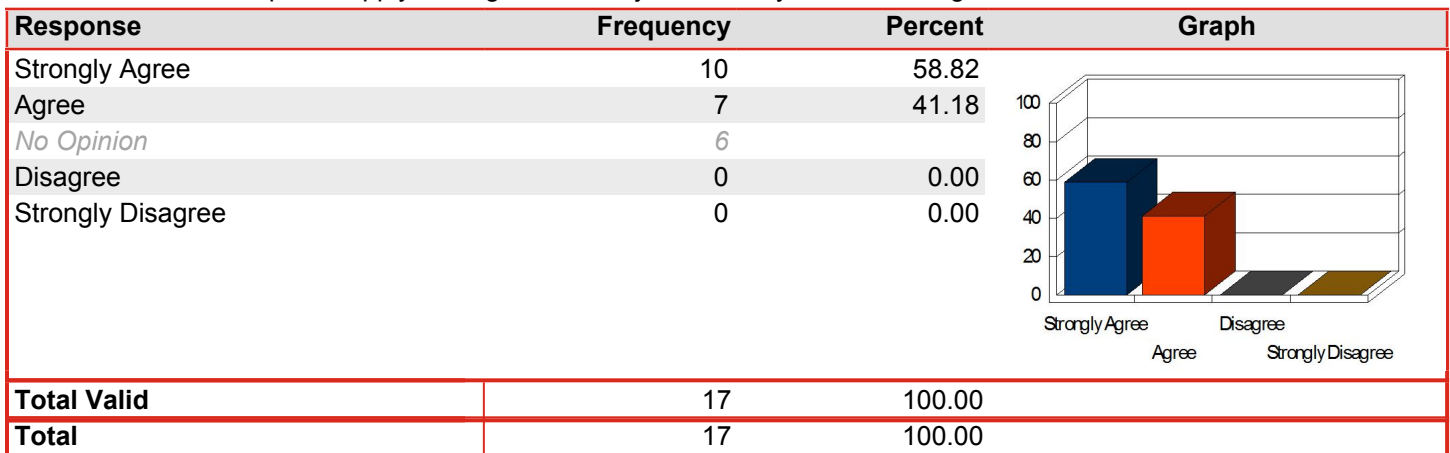 Response Frequency Percent Graph
Strongly Agree 10 58.82
Agree 7 41.18
No Opinion 6
Disagree 0 0.00
Strongly Disagree 0 0.00
100
80
60
40
20
0
Strongly Agree Disagree
Agree Strongly Disagree
Total Valid 17 100.00
Total 17 100.00